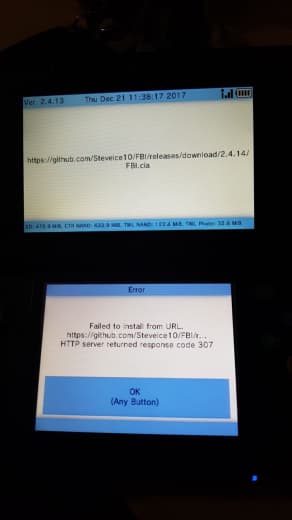 Ver. 2.4.13 Thu Dec 21 11:38:17 2017
https://github.com/Steveice10/FBI/releases/download/2.4.14/
FBI.cia
SD: 475.9 MiB, CTR NAND: 433.9 MiB, TWL NAND: 122.4 MiB, TWL Photo: 32.6 MiB
Error
Failed to install from URL.
https://github.com/Steveice10/FBI/r...
HTTP server returned response code 307
OK
(Any Button)